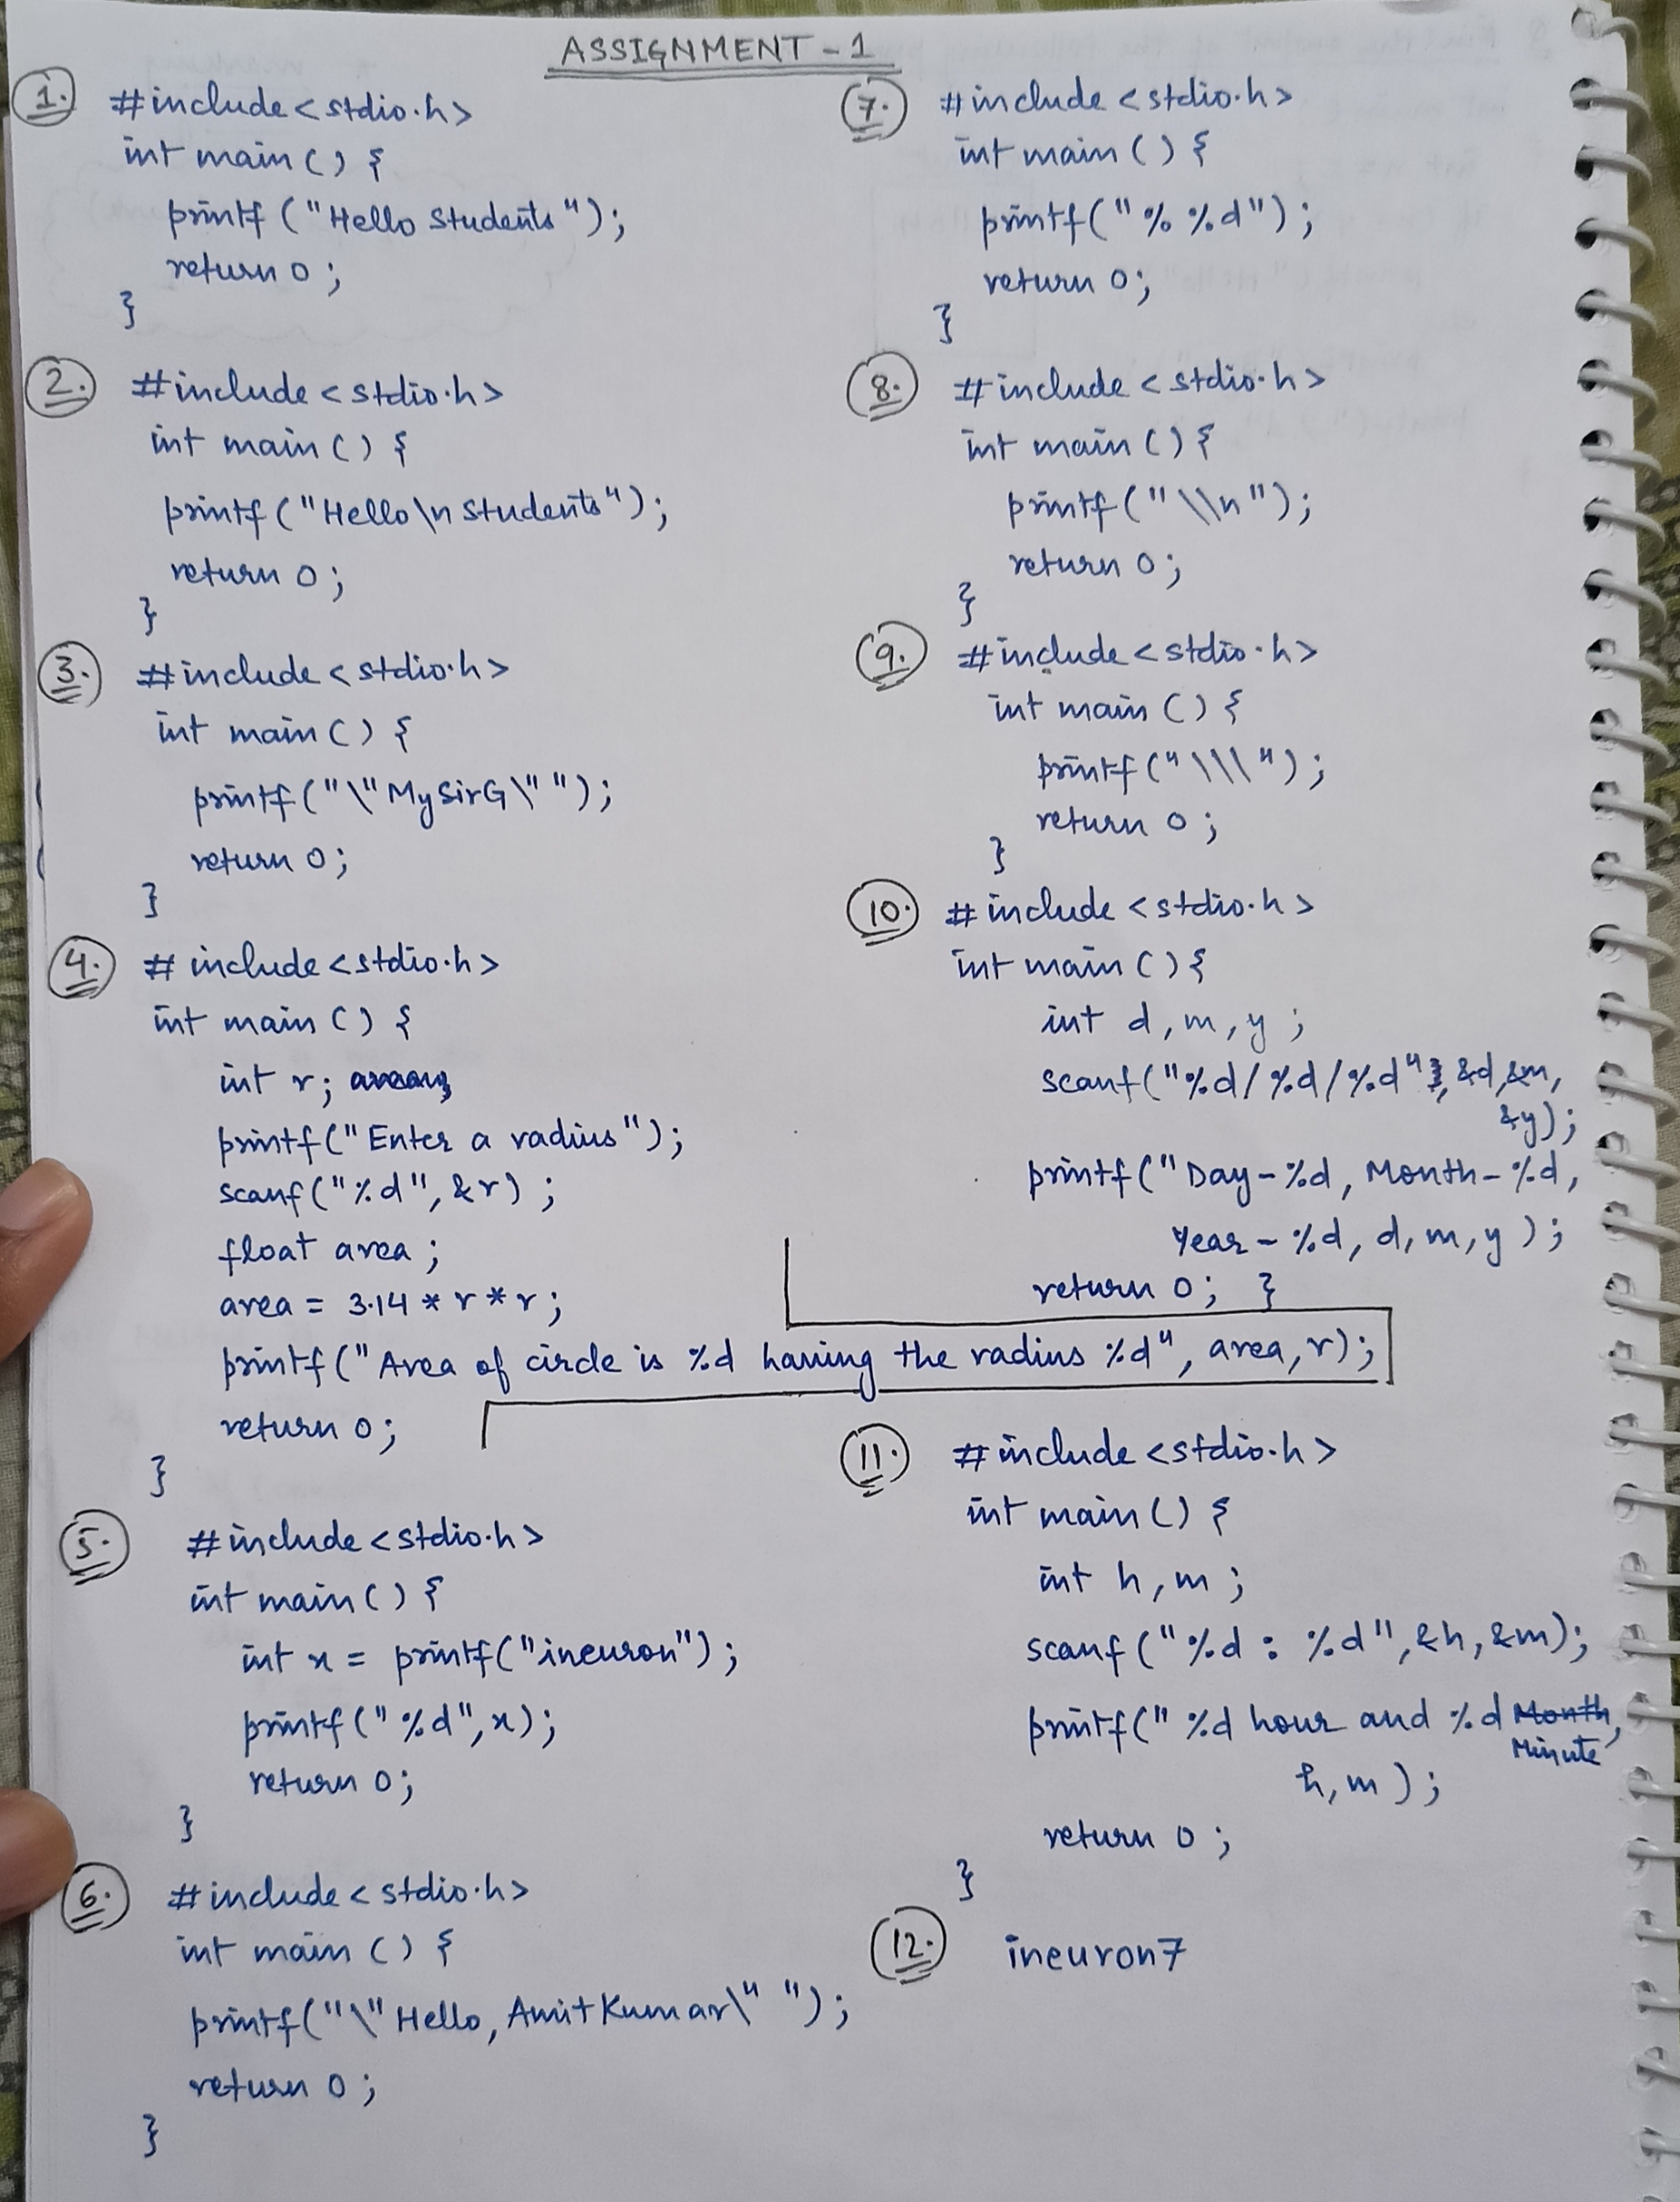 ASSIGNMENT - 1
1. #include <stdio.h>
int main () {
printf ("Hello Students");
return 0 ;
}
2. #include <stdio.h>
int main () {
printf ("Hello \n Students");
return 0 ;
}
3. #include <stdio.h>
int main () {
printf ("\"MySirG\" ");
return 0 ;
}
4. # include <stdio.h>
int main () {
int r ;
printf ("Enter a radius");
scanf ("%d", &r) ;
float area ;
area = 3.14 * r * r ;
printf ("Area of circle is %d having the radius %d", area, r);
return 0 ;
}
5. #include <stdio.h>
int main () {
int x = printf("ineuron");
printf (" %d", x);
return 0 ;
}
6. #include <stdio.h>
int main () {
printf ("\"Hello, Amit Kumar\" ");
return 0 ;
}
7. #include <stdio.h>
int main () {
printf (" % %d") ;
return 0;
}
8. #include <stdio.h>
int main () {
printf (" \\n ");
return 0 ;
}
9. #include <stdio.h>
int main () {
printf (" \\\ ") ;
return 0 ;
}
10. # include <stdio.h>
int main () {
int d, m, y ;
scanf ("%d / %d / %d", &d, &m,
&y);
printf ("Day - %d, Month - %d,
Year - %d, d, m, y ) ;
return 0 ; }
11. # include <stdio.h>
int main () {
int h, m ;
scanf (" %d : %d", &h, &m);
printf (" %d hour and %d Month,
Minute
h, m ) ;
return 0 ;
}
12. ineuron7